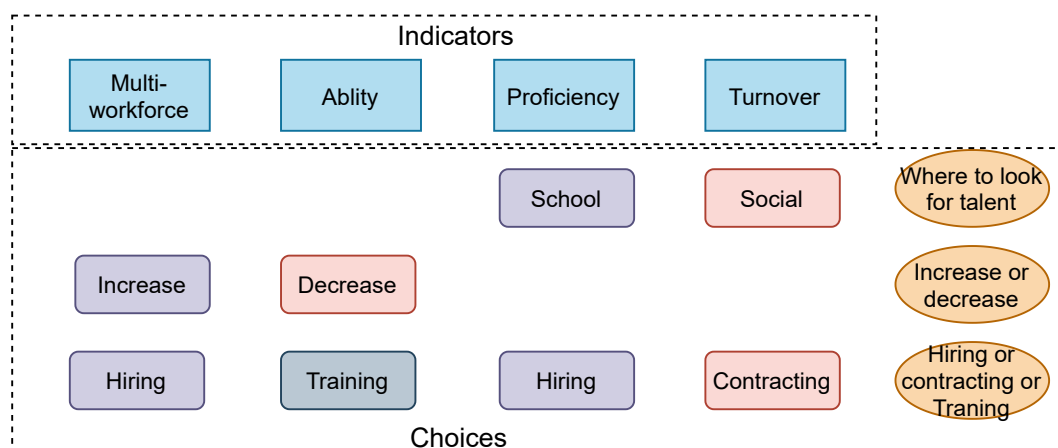 Indicators
Multi-
workforce
Ablity
Proficiency
Turnover
School
Social
Where to look
for talent
Increase
Decrease
Increase or
decrease
Hiring
Training
Hiring
Contracting
Hiring or
contracting or
Traning
Choices